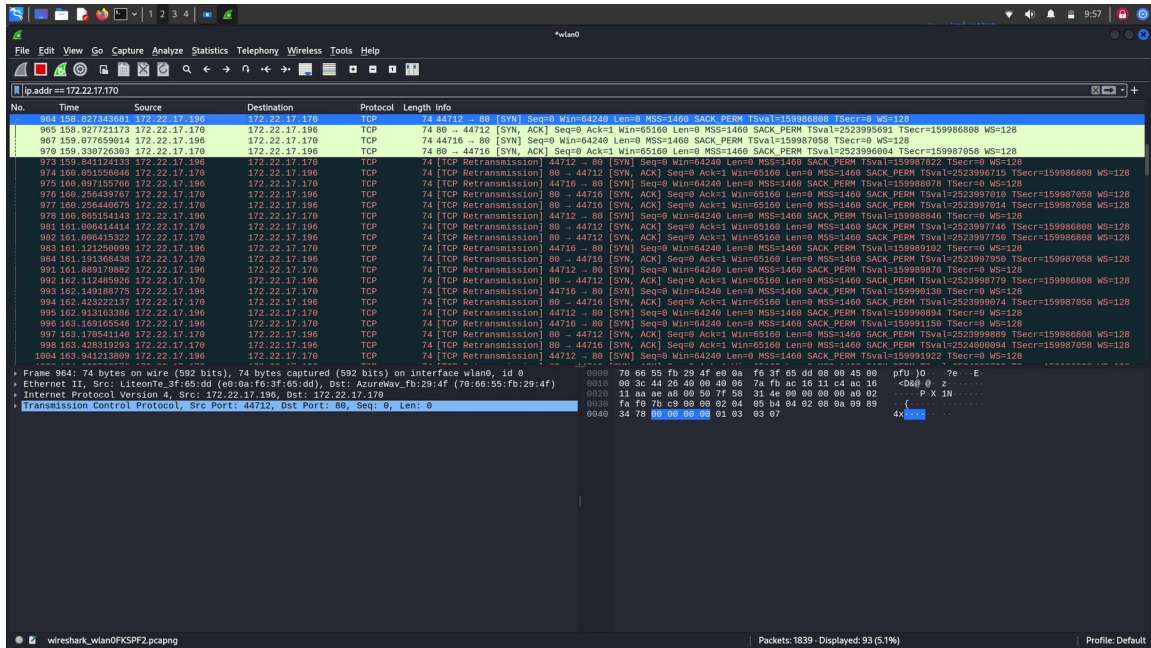 1 2 3 4
9:57
*wlan0
File Edit View Go Capture Analyze Statistics Telephony Wireless Tools Help
ip.addr == 172.22.17.170
No. Time Source Destination Protocol Length Info
964 158.827343681 172.22.17.196 172.22.17.170 TCP 74 44712 → 80 [SYN] Seq=0 Win=64240 Len=0 MSS=1460 SACK_PERM TSval=159986808 TSecr=0 WS=128
965 158.927721173 172.22.17.170 172.22.17.196 TCP 74 80 → 44712 [SYN, ACK] Seq=0 Ack=1 Win=65160 Len=0 MSS=1460 SACK_PERM TSval=2523995691 TSecr=159986808 WS=128
967 159.077659014 172.22.17.196 172.22.17.170 TCP 74 44716 → 80 [SYN] Seq=0 Win=64240 Len=0 MSS=1460 SACK_PERM TSval=159987058 TSecr=0 WS=128
970 159.330726303 172.22.17.170 172.22.17.196 TCP 74 80 → 44716 [SYN, ACK] Seq=0 Ack=1 Win=65160 Len=0 MSS=1460 SACK_PERM TSval=2523996004 TSecr=159987058 WS=128
973 159.841124133 172.22.17.196 172.22.17.170 TCP 74 [TCP Retransmission] 44712 → 80 [SYN] Seq=0 Win=64240 Len=0 MSS=1460 SACK_PERM TSval=159987822 TSecr=0 WS=128
974 160.051556046 172.22.17.170 172.22.17.196 TCP 74 [TCP Retransmission] 80 → 44712 [SYN, ACK] Seq=0 Ack=1 Win=65160 Len=0 MSS=1460 SACK_PERM TSval=2523996715 TSecr=159986808 WS=128
975 160.097155766 172.22.17.196 172.22.17.170 TCP 74 [TCP Retransmission] 44716 → 80 [SYN] Seq=0 Win=64240 Len=0 MSS=1460 SACK_PERM TSval=159988078 TSecr=0 WS=128
976 160.256439767 172.22.17.170 172.22.17.196 TCP 74 [TCP Retransmission] 80 → 44716 [SYN, ACK] Seq=0 Ack=1 Win=65160 Len=0 MSS=1460 SACK_PERM TSval=2523997010 TSecr=159987058 WS=128
977 160.256440675 172.22.17.170 172.22.17.196 TCP 74 [TCP Retransmission] 80 → 44716 [SYN, ACK] Seq=0 Ack=1 Win=65160 Len=0 MSS=1460 SACK_PERM TSval=2523997014 TSecr=159987058 WS=128
978 160.865154143 172.22.17.196 172.22.17.170 TCP 74 [TCP Retransmission] 44712 → 80 [SYN] Seq=0 Win=64240 Len=0 MSS=1460 SACK_PERM TSval=159988846 TSecr=0 WS=128
981 161.006414414 172.22.17.170 172.22.17.196 TCP 74 [TCP Retransmission] 80 → 44712 [SYN, ACK] Seq=0 Ack=1 Win=65160 Len=0 MSS=1460 SACK_PERM TSval=2523997746 TSecr=159986808 WS=128
982 161.006415322 172.22.17.170 172.22.17.196 TCP 74 [TCP Retransmission] 80 → 44712 [SYN, ACK] Seq=0 Ack=1 Win=65160 Len=0 MSS=1460 SACK_PERM TSval=2523997750 TSecr=159986808 WS=128
983 161.121250099 172.22.17.196 172.22.17.170 TCP 74 [TCP Retransmission] 44716 → 80 [SYN] Seq=0 Win=64240 Len=0 MSS=1460 SACK_PERM TSval=159989102 TSecr=0 WS=128
984 161.191368438 172.22.17.170 172.22.17.196 TCP 74 [TCP Retransmission] 80 → 44716 [SYN, ACK] Seq=0 Ack=1 Win=65160 Len=0 MSS=1460 SACK_PERM TSval=2523997950 TSecr=159987058 WS=128
991 161.889170882 172.22.17.196 172.22.17.170 TCP 74 [TCP Retransmission] 44712 → 80 [SYN] Seq=0 Win=64240 Len=0 MSS=1460 SACK_PERM TSval=159989870 TSecr=0 WS=128
992 162.112485926 172.22.17.170 172.22.17.196 TCP 74 [TCP Retransmission] 80 → 44712 [SYN, ACK] Seq=0 Ack=1 Win=65160 Len=0 MSS=1460 SACK_PERM TSval=2523998779 TSecr=159986808 WS=128
993 162.149188775 172.22.17.196 172.22.17.170 TCP 74 [TCP Retransmission] 44716 → 80 [SYN] Seq=0 Win=64240 Len=0 MSS=1460 SACK_PERM TSval=159990130 TSecr=0 WS=128
994 162.423222137 172.22.17.170 172.22.17.196 TCP 74 [TCP Retransmission] 80 → 44716 [SYN, ACK] Seq=0 Ack=1 Win=65160 Len=0 MSS=1460 SACK_PERM TSval=2523999074 TSecr=159987058 WS=128
995 162.913163386 172.22.17.196 172.22.17.170 TCP 74 [TCP Retransmission] 44712 → 80 [SYN] Seq=0 Win=64240 Len=0 MSS=1460 SACK_PERM TSval=159990894 TSecr=0 WS=128
996 163.169165546 172.22.17.196 172.22.17.170 TCP 74 [TCP Retransmission] 44716 → 80 [SYN] Seq=0 Win=64240 Len=0 MSS=1460 SACK_PERM TSval=159991150 TSecr=0 WS=128
997 163.170541140 172.22.17.170 172.22.17.196 TCP 74 [TCP Retransmission] 80 → 44712 [SYN, ACK] Seq=0 Ack=1 Win=65160 Len=0 MSS=1460 SACK_PERM TSval=2523999889 TSecr=159986808 WS=128
998 163.428319293 172.22.17.170 172.22.17.196 TCP 74 [TCP Retransmission] 80 → 44716 [SYN, ACK] Seq=0 Ack=1 Win=65160 Len=0 MSS=1460 SACK_PERM TSval=2524000094 TSecr=159987058 WS=128
1004 163.941213809 172.22.17.196 172.22.17.170 TCP 74 [TCP Retransmission] 44712 → 80 [SYN] Seq=0 Win=64240 Len=0 MSS=1460 SACK_PERM TSval=159991922 TSecr=0 WS=128
Frame 964: 74 bytes on wire (592 bits), 74 bytes captured (592 bits) on interface wlan0, id 0
Ethernet II, Src: LiteonTe_3f:65:dd (e0:0a:f6:3f:65:dd), Dst: AzureWav_fb:29:4f (70:66:55:fb:29:4f)
Internet Protocol Version 4, Src: 172.22.17.196, Dst: 172.22.17.170
Transmission Control Protocol, Src Port: 44712, Dst Port: 80, Seq: 0, Len: 0
0000 70 66 55 fb 29 4f e0 0a f6 3f 65 dd 08 00 45 00 pfU·)O·· ·?e···E·
0010 00 3c 44 26 40 00 40 06 7a fb ac 16 11 c4 ac 16 ·<D&@·@· z·······
0020 11 aa ae a8 00 50 7f 58 31 4e 00 00 00 00 a0 02 ·····P·X 1N······
0030 fa f0 7b c9 00 00 02 04 05 b4 04 02 08 0a 09 89 ··{····· ········
0040 34 78 00 00 00 00 01 03 03 07 4x······ ··
wireshark_wlan0FKSPF2.pcapng
Packets: 1839 · Displayed: 93 (5.1%)
Profile: Default